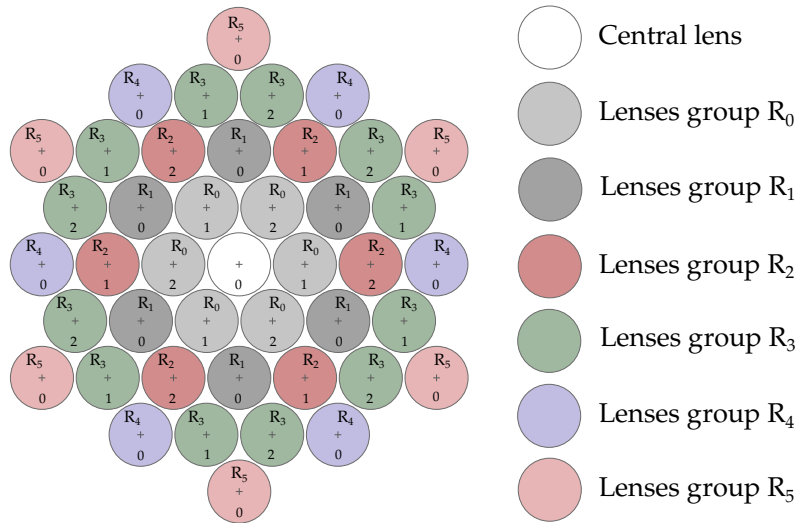 R₅
0
R₄ R₃ R₃ R₄
0 1 2 0
R₅ R₃ R₂ R₁ R₂ R₃ R₅
0 1 2 0 1 2 0
R₃ R₁ R₀ R₀ R₁ R₃
2 0 1 2 0 1
R₄ R₂ R₀ R₀ R₂ R₄
0 1 2 0 1 2 0
R₃ R₁ R₀ R₀ R₁ R₃
2 0 1 2 0 1
R₅ R₃ R₂ R₁ R₂ R₃ R₅
0 1 2 0 1 2 0
R₄ R₃ R₃ R₄
0 1 2 0
R₅
0
Central lens
Lenses group R₀
Lenses group R₁
Lenses group R₂
Lenses group R₃
Lenses group R₄
Lenses group R₅